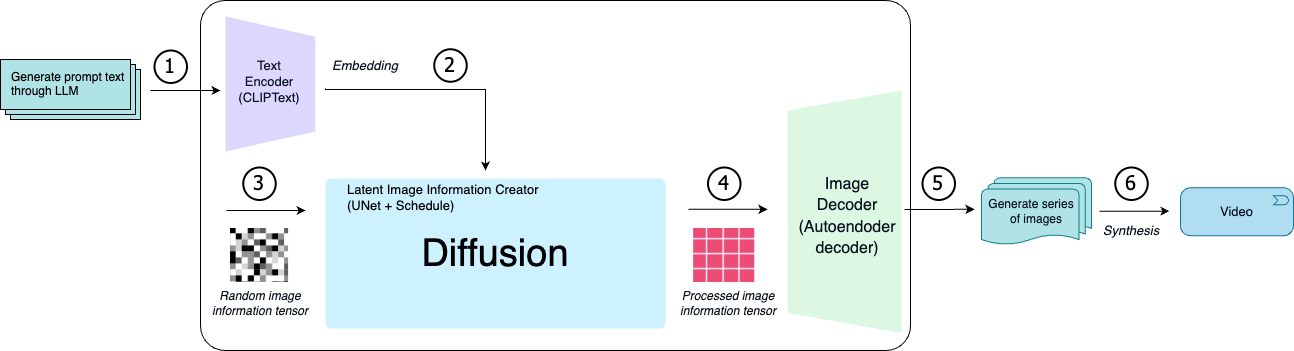 Generate prompt text
through LLM
1
Text
Encoder
(CLIPText)
Embedding
2
3
Random image
information tensor
Latent Image Information Creator
(UNet + Schedule)
Diffusion
4
Processed image
information tensor
Image
Decoder
(Autoendoder
decoder)
5
Generate series
of images
6
Synthesis
Video